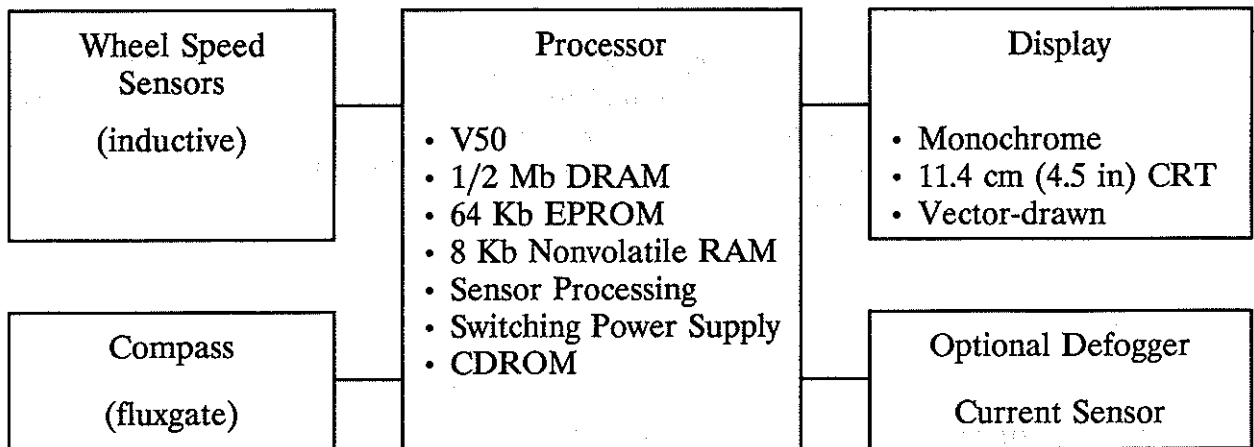 Wheel Speed
Sensors
(inductive)
Processor
• V50
• 1/2 Mb DRAM
• 64 Kb EPROM
• 8 Kb Nonvolatile RAM
• Sensor Processing
• Switching Power Supply
• CDROM
Display
• Monochrome
• 11.4 cm (4.5 in) CRT
• Vector-drawn
Compass
(fluxgate)
Optional Defogger
Current Sensor